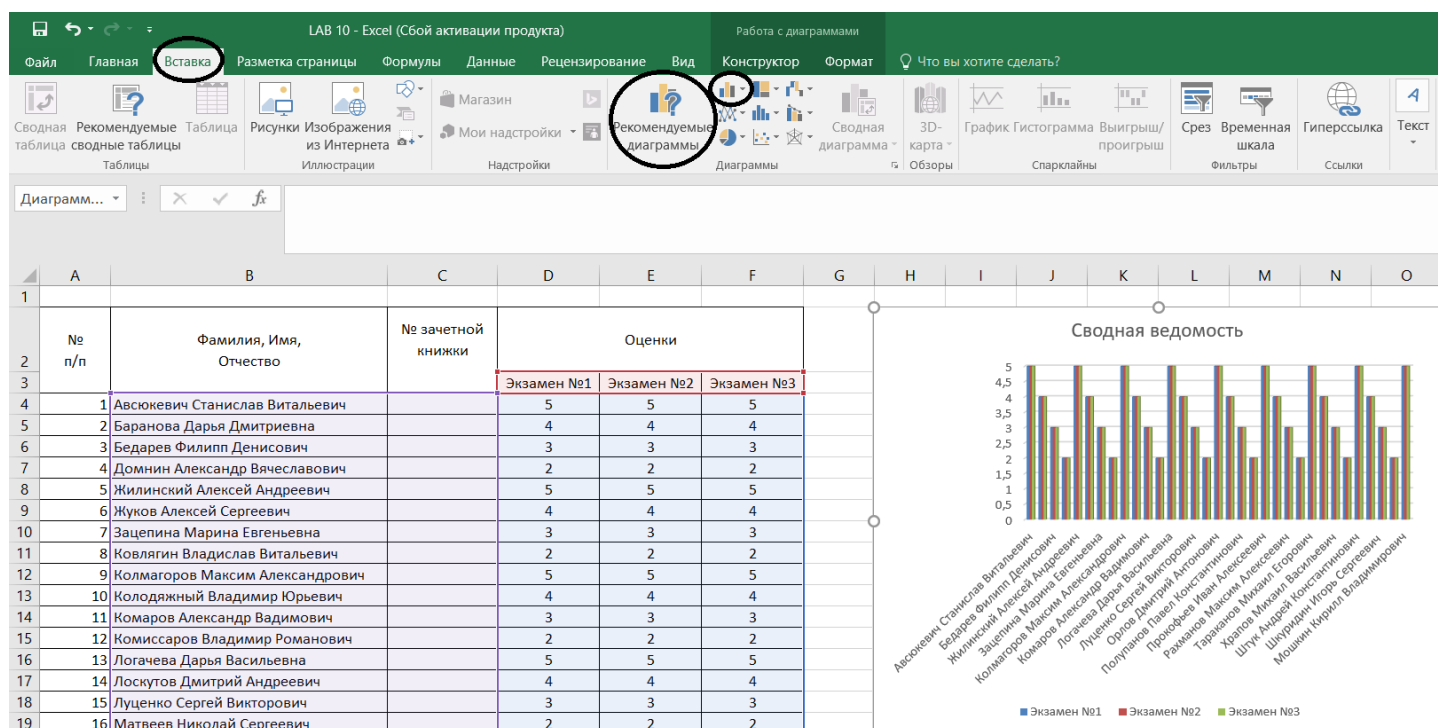 LAB 10 - Excel (Сбой активации продукта)
Работа с диаграммами
Файл Главная Вставка Разметка страницы Формулы Данные Рецензирование Вид Конструктор Формат Что вы хотите сделать?
Сводная таблица
Рекомендуемые сводные таблицы
Таблица
Таблицы
Рисунки
Изображения из Интернета
Иллюстрации
Магазин
Мои надстройки
Надстройки
Рекомендуемые диаграммы
Диаграммы
Сводная диаграмма
3D-карта
Обзоры
График
Гистограмма
Выигрыш/проигрыш
Спарклайны
Срез
Временная шкала
Фильтры
Гиперссылка
Ссылки
Текст
Диаграмм... fx
A B C D E F G H I J K L M N O
1
2 № п/п Фамилия, Имя, Отчество № зачетной книжки Оценки
3 Экзамен №1 Экзамен №2 Экзамен №3
4 1 Авсюкевич Станислав Витальевич 5 5 5
5 2 Баранова Дарья Дмитриевна 4 4 4
6 3 Бедарев Филипп Денисович 3 3 3
7 4 Домнин Александр Вячеславович 2 2 2
8 5 Жилинский Алексей Андреевич 5 5 5
9 6 Жуков Алексей Сергеевич 4 4 4
10 7 Зацепина Марина Евгеньевна 3 3 3
11 8 Ковлягин Владислав Витальевич 2 2 2
12 9 Колмагоров Максим Александрович 5 5 5
13 10 Колодяжный Владимир Юрьевич 4 4 4
14 11 Комаров Александр Вадимович 3 3 3
15 12 Комиссаров Владимир Романович 2 2 2
16 13 Логачева Дарья Васильевна 5 5 5
17 14 Лоскутов Дмитрий Андреевич 4 4 4
18 15 Луценко Сергей Викторович 3 3 3
19 16 Матвеев Николай Сергеевич 2 2 2
Сводная ведомость
5
4,5
4
3,5
3
2,5
2
1,5
1
0,5
0
Авсюкевич Станислав Витальевич
Бедарев Филипп Денисович
Жилинский Алексей Андреевич
Зацепина Марина Евгеньевна
Колмагоров Максим Александрович
Комаров Александр Вадимович
Логачева Дарья Васильевна
Луценко Сергей Викторович
Орлов Дмитрий Антонович
Полупанов Павел Константинович
Прокофьев Иван Алексеевич
Рахманов Максим Алексеевич
Тараканов Михаил Егорович
Храпов Михаил Васильевич
Штук Андрей Константинович
Шкуридин Игорь Сергеевич
Мошкин Кирилл Владимирович
Экзамен №1 Экзамен №2 Экзамен №3